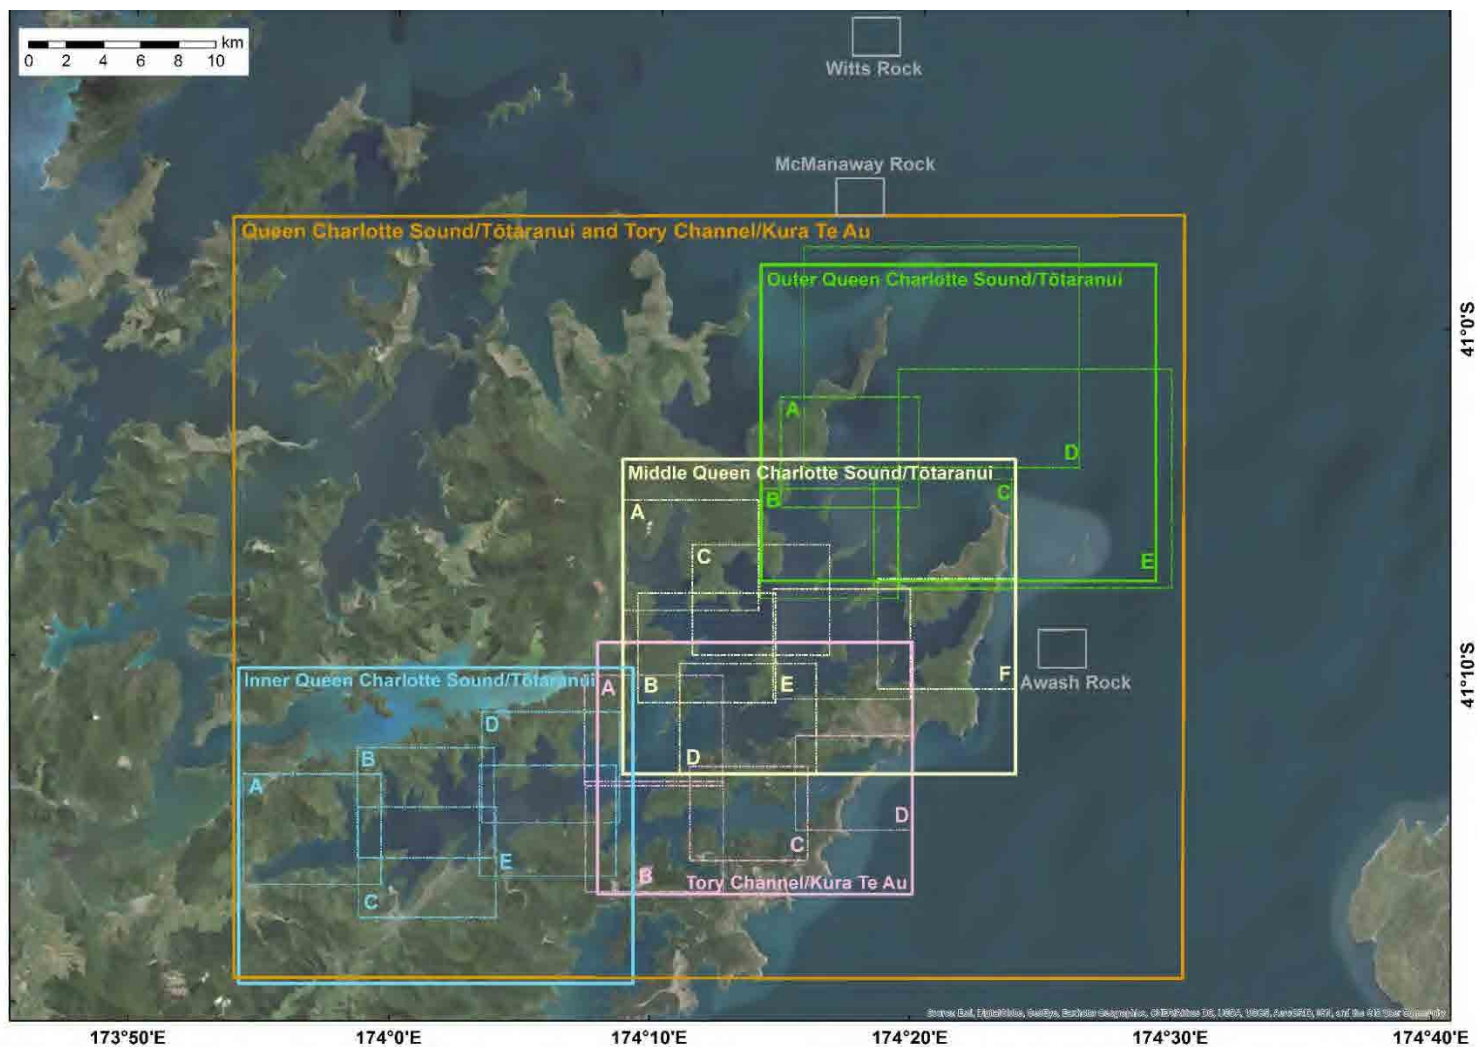 km
0 2 4 6 8 10
Witts Rock
McManaway Rock
Queen Charlotte Sound/Tōtaranui and Tory Channel/Kura Te Au
Outer Queen Charlotte Sound/Tōtaranui
A
D
Middle Queen Charlotte Sound/Tōtaranui
B
C
A
C
E
41°0'S
B
E
F
Awash Rock
41°10'S
Inner Queen Charlotte Sound/Tōtaranui
A
D
B
D
A
D
C
E
B
Tory Channel/Kura Te Au
C
173°50'E
174°0'E
174°10'E
174°20'E
174°30'E
174°40'E